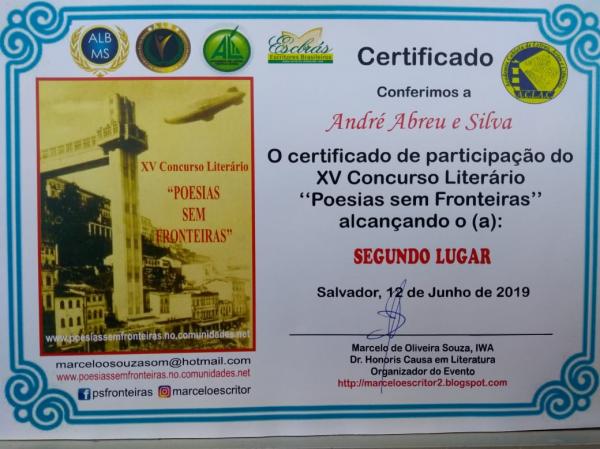 ALB
MS
Esbrás
Escritores Brasileiros
Certificado
ACLAC
Conferimos a
André Abreu e Silva
O certificado de participação do
XV Concurso Literário
‘‘Poesias sem Fronteiras’’
alcançando o (a):
SEGUNDO LUGAR
Salvador, 12 de Junho de 2019
Marcelo de Oliveira Souza, IWA
Dr. Honoris Causa em Literatura
Organizador do Evento
http://marceloescritor2.blogspot.com
XV Concurso Literário
“POESIAS
SEM
FRONTEIRAS”
www.poesiassemfronteiras.no.comunidades.net
marceloosouzasom@hotmail.com
www.poesiassemfronteiras.no.comunidades.net
psfronteiras marceloescritor